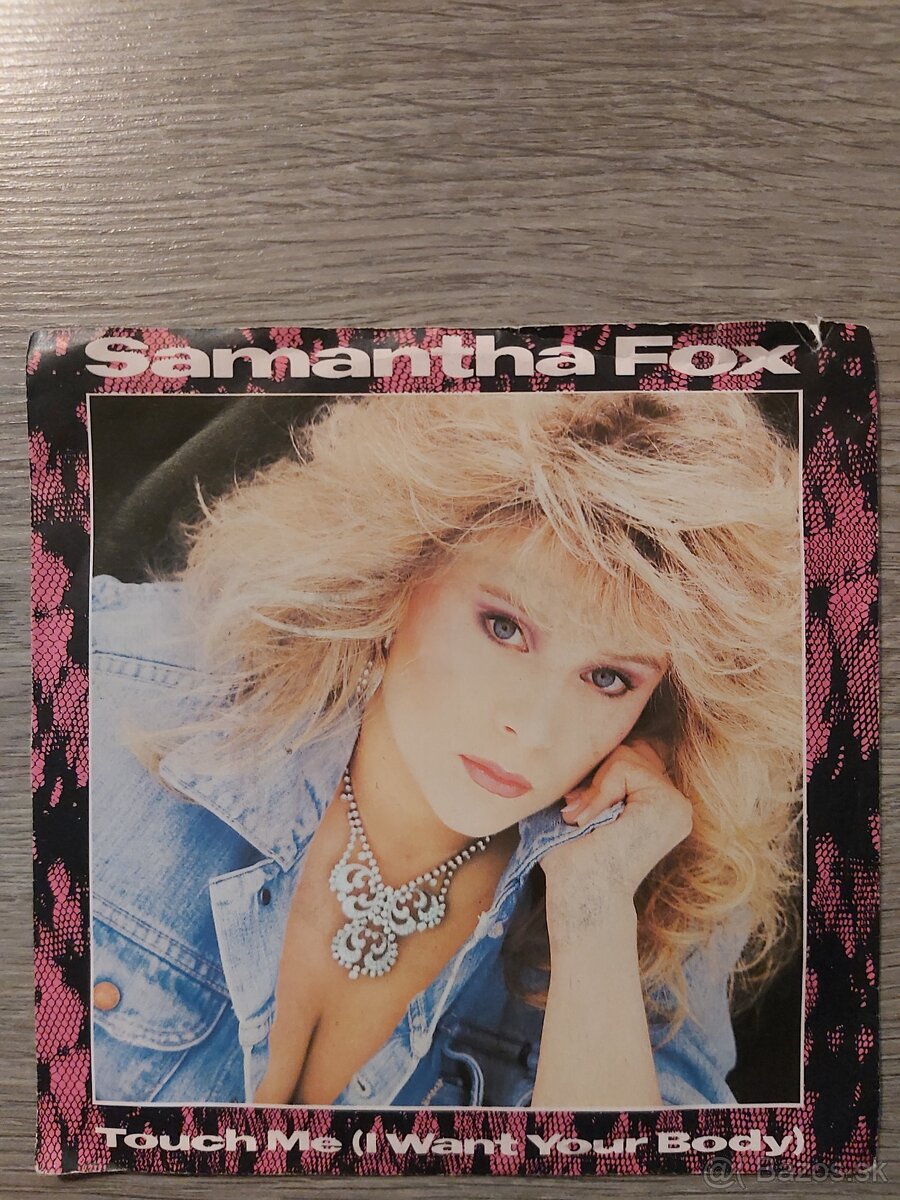 Samantha Fox
Touch Me (I Want Your Body)
@ Bazos.sk